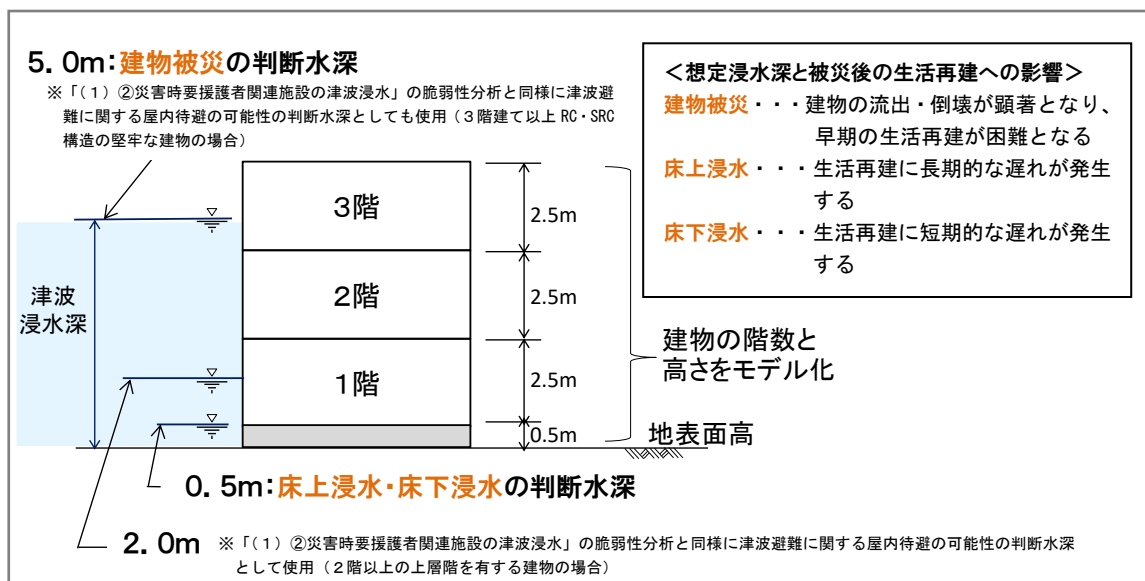 5．0m：建物被災の判断水深
※「（1）②災害時要援護者関連施設の津波浸水」の脆弱性分析と同様に津波避
難に関する屋内待避の可能性の判断水深としても使用（３階建て以上 RC・SRC
構造の堅牢な建物の場合）
＜想定浸水深と被災後の生活再建への影響＞
建物被災・・・建物の流出・倒壊が顕著となり、
早期の生活再建が困難となる
床上浸水・・・生活再建に長期的な遅れが発生
する
床下浸水・・・生活再建に短期的な遅れが発生
する
3階
2.5m
2階
2.5m
津波
浸水深
1階
2.5m
0.5m
建物の階数と
高さをモデル化
地表面高
0．5m：床上浸水・床下浸水の判断水深
2．0m ※「（1）②災害時要援護者関連施設の津波浸水」の脆弱性分析と同様に津波避難に関する屋内待避の可能性の判断水深
として使用（２階以上の上層階を有する建物の場合）